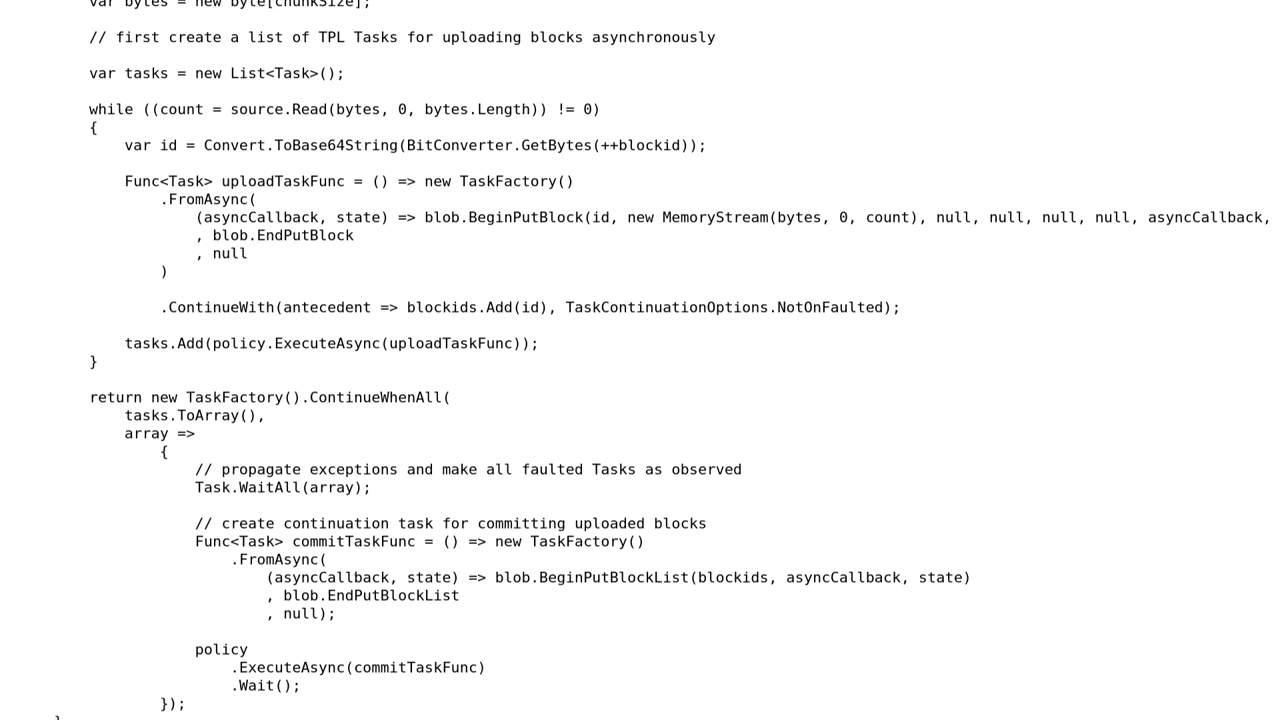 var bytes = new byte[chunkSize];
// first create a list of TPL Tasks for uploading blocks asynchronously
var tasks = new List<Task>();
while ((count = source.Read(bytes, 0, bytes.Length)) != 0)
{
var id = Convert.ToBase64String(BitConverter.GetBytes(++blockid));
Func<Task> uploadTaskFunc = () => new TaskFactory()
.FromAsync(
(asyncCallback, state) => blob.BeginPutBlock(id, new MemoryStream(bytes, 0, count), null, null, null, null, asyncCallback,
, blob.EndPutBlock
, null
)
.ContinueWith(antecedent => blockids.Add(id), TaskContinuationOptions.NotOnFaulted);
tasks.Add(policy.ExecuteAsync(uploadTaskFunc));
}
return new TaskFactory().ContinueWhenAll(
tasks.ToArray(),
array =>
{
// propagate exceptions and make all faulted Tasks as observed
Task.WaitAll(array);
// create continuation task for committing uploaded blocks
Func<Task> commitTaskFunc = () => new TaskFactory()
.FromAsync(
(asyncCallback, state) => blob.BeginPutBlockList(blockids, asyncCallback, state)
, blob.EndPutBlockList
, null);
policy
.ExecuteAsync(commitTaskFunc)
.Wait();
});
}